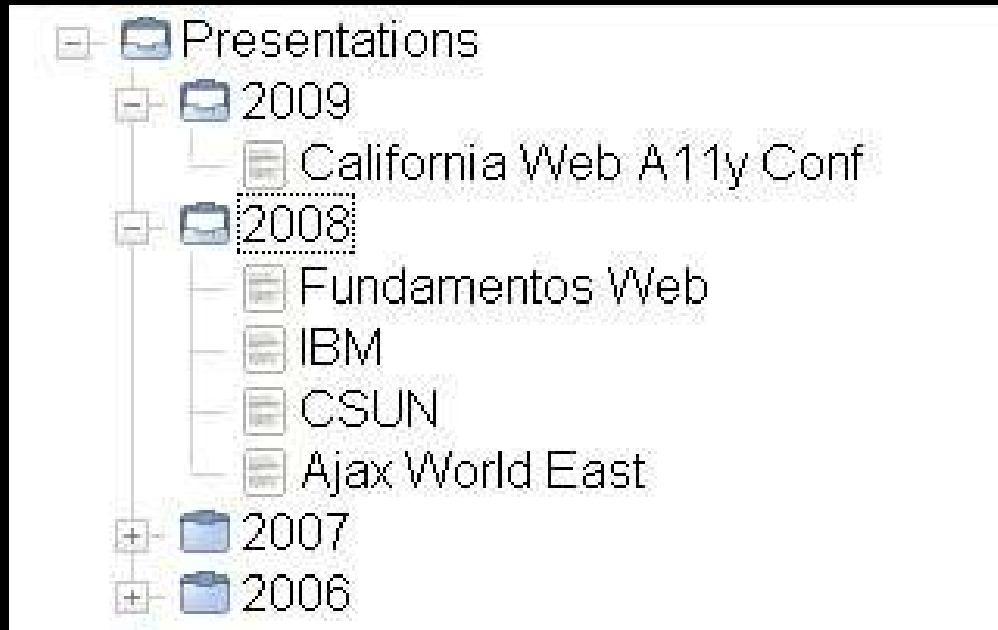 Presentations
2009
California Web A11y Conf
2008
Fundamentos Web
IBM
CSUN
Ajax World East
2007
2006